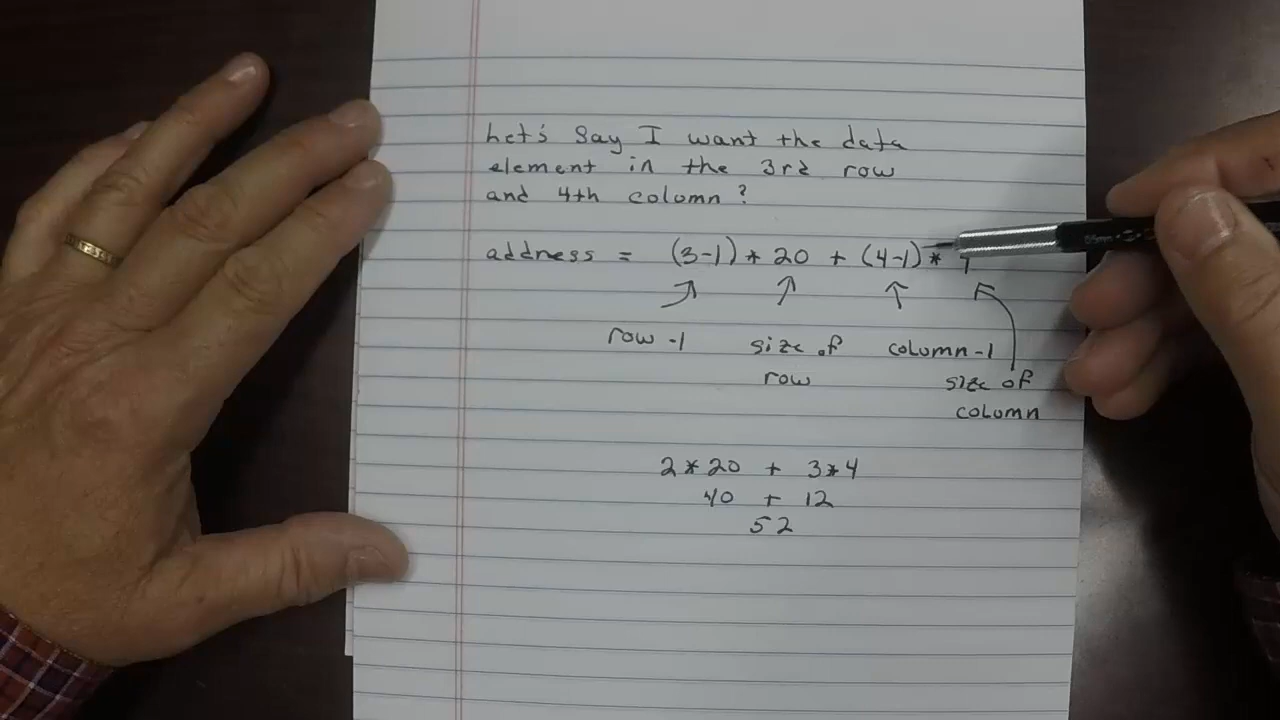 Let's Say I want the data
element in the 3rd row
and 4th column?
address = (3-1) * 20 + (4-1) *
row -1 size of column-1
row size of
column
2*20 + 3*4
40 + 12
52